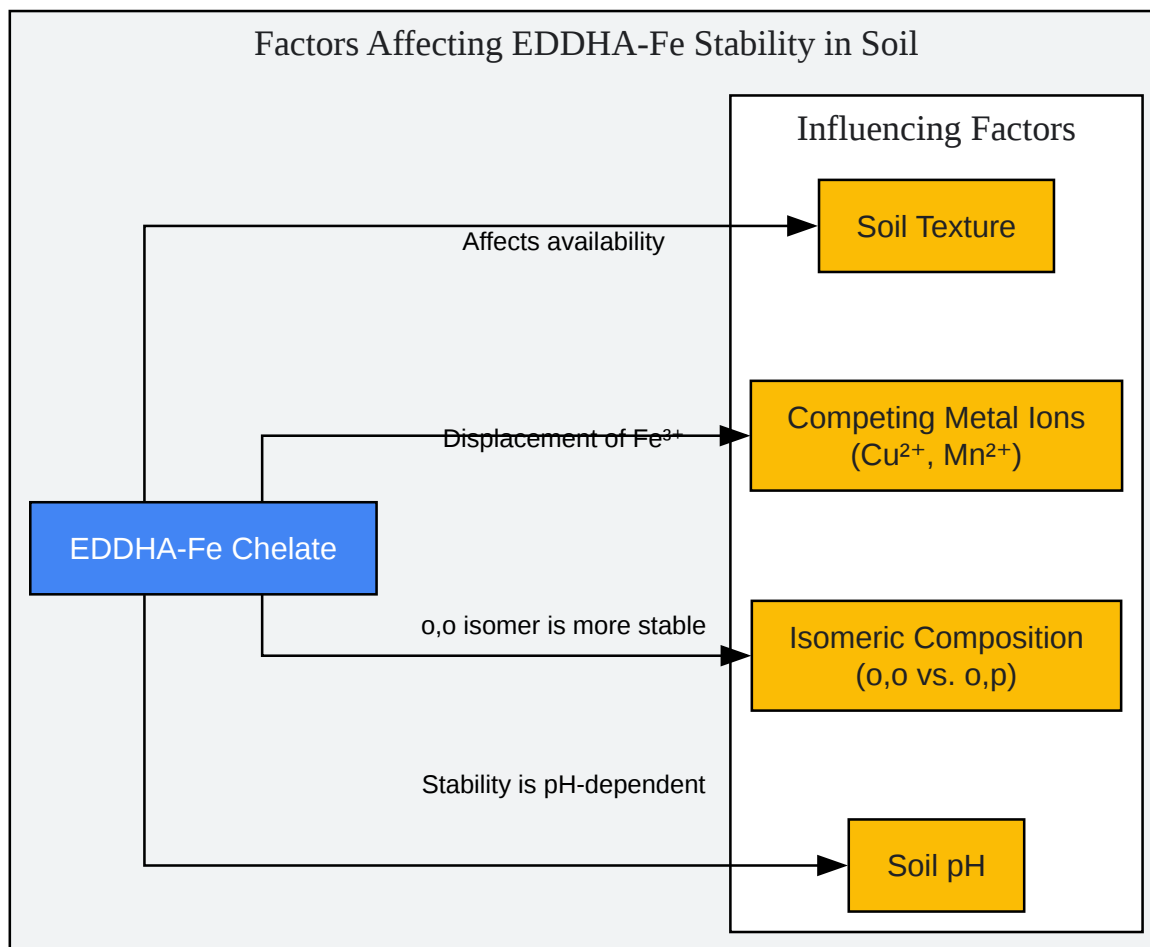 Factors Affecting EDDHA-Fe Stability in Soil
Influencing Factors
Soil Texture
Affects availability
Competing Metal Ions
(Cu²⁺, Mn²⁺)
Displacement of Fe³⁺
EDDHA-Fe Chelate
o,o isomer is more stable
Isomeric Composition
(o,o vs. o,p)
Stability is pH-dependent
Soil pH